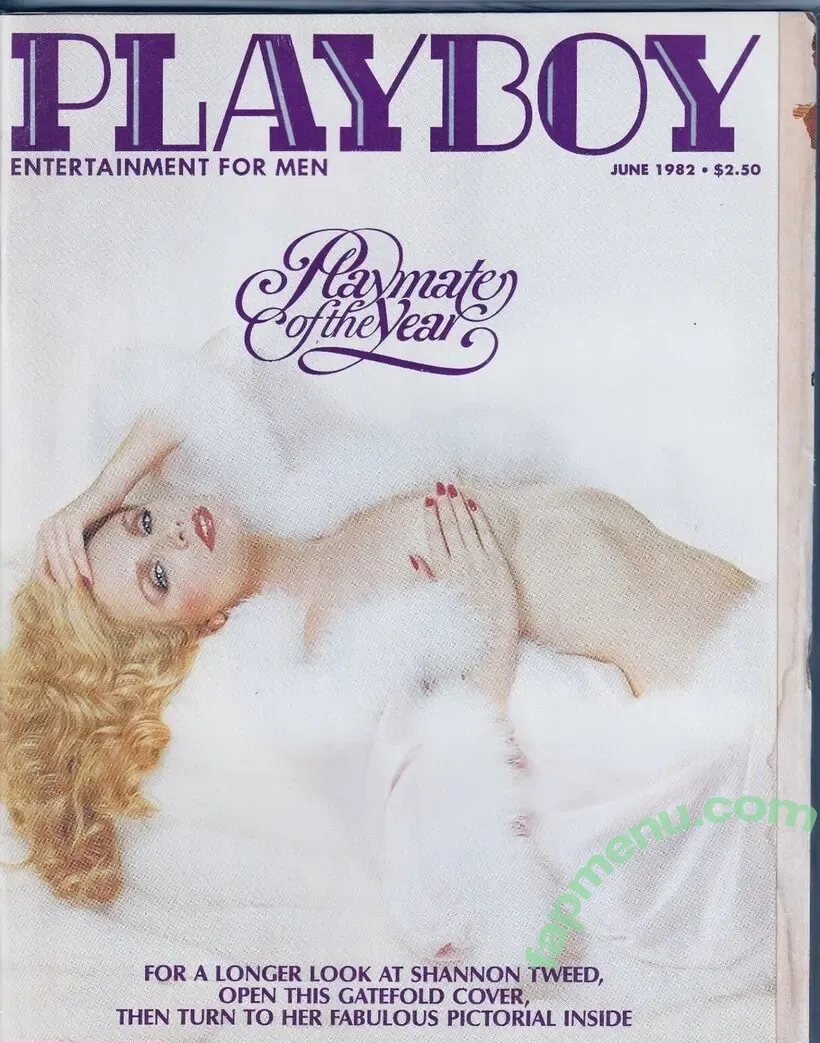 PLAYBOY
ENTERTAINMENT FOR MEN
JUNE 1982 • $2.50
Playmate
of the Year
fapmenu.com
FOR A LONGER LOOK AT SHANNON TWEED,
OPEN THIS GATEFOLD COVER,
THEN TURN TO HER FABULOUS PICTORIAL INSIDE